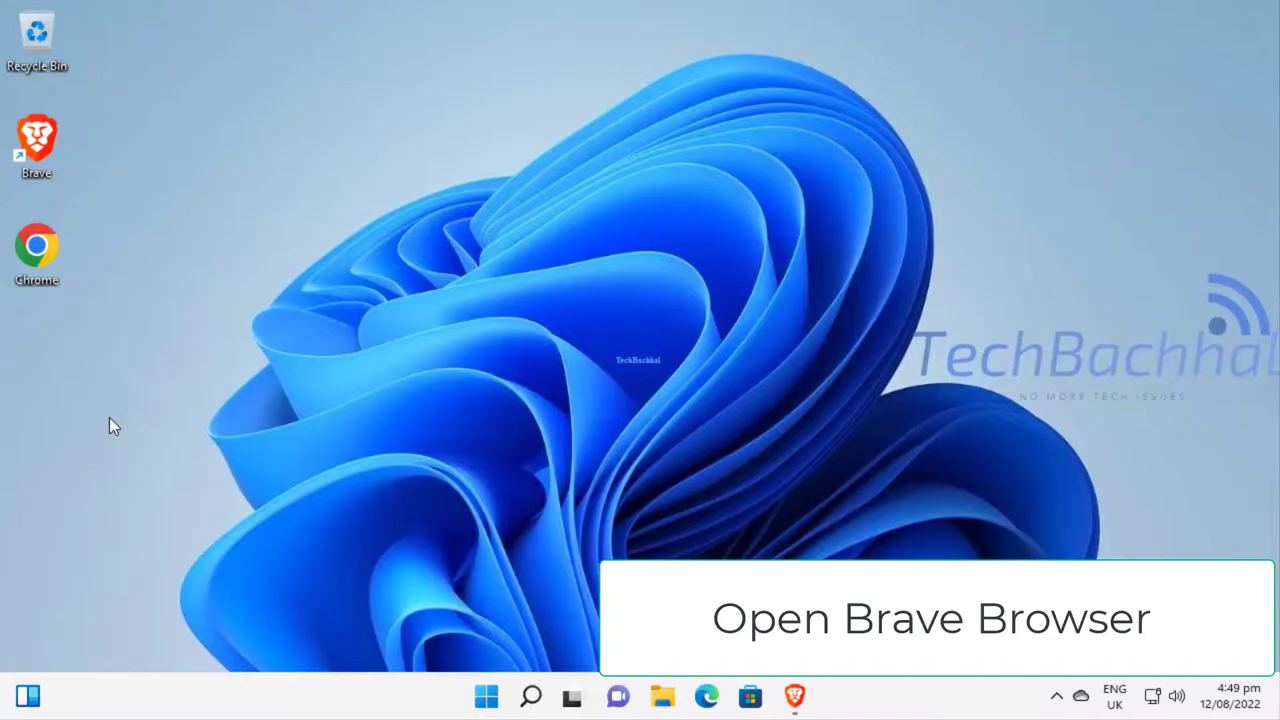 Recycle Bin
Brave
Chrome
TechBachhal
TechBachhal
NO MORE TECH ISSUES
Open Brave Browser
ENG
UK
4:49 pm
12/08/2022